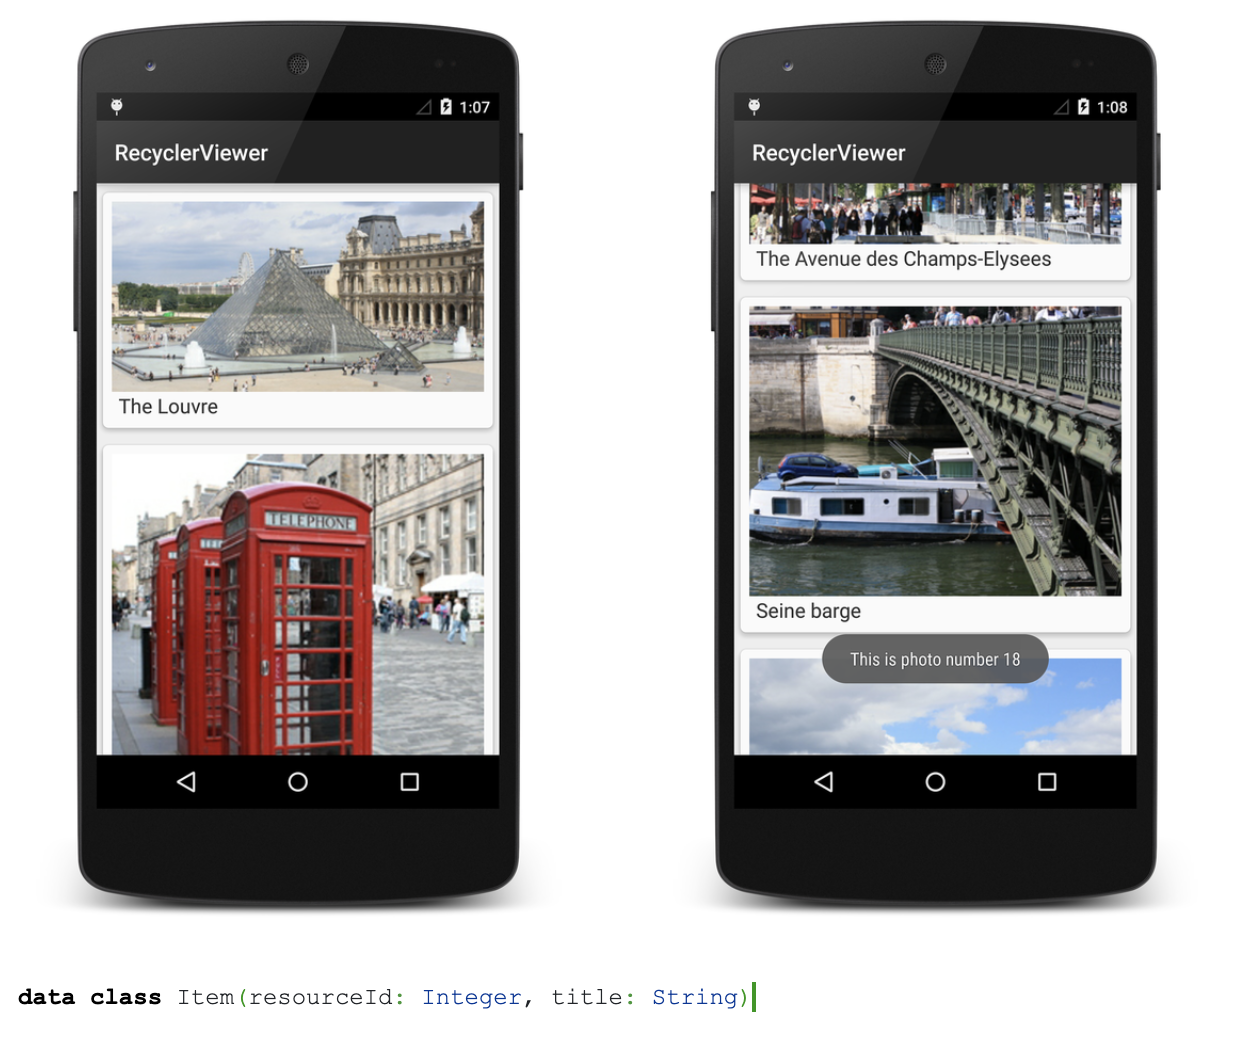 1:07
RecyclerViewer
The Louvre
TELEPHONE
TELEPHONE
1:08
RecyclerViewer
The Avenue des Champs-Elysees
Seine barge
This is photo number 18
data class Item(resourceId: Integer, title: String)